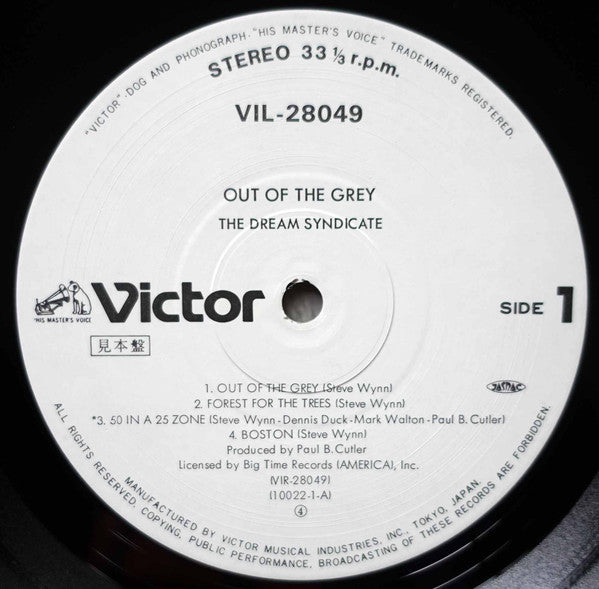 "VICTOR"-DOG AND PHONOGRAPH-"HIS MASTER'S VOICE" TRADEMARKS REGISTERED.
STEREO 33 1/3 r.p.m.
VIL-28049
OUT OF THE GREY
THE DREAM SYNDICATE
"HIS MASTER'S VOICE"
Victor
SIDE 1
見本盤
JASRAC
1. OUT OF THE GREY (Steve Wynn)
2. FOREST FOR THE TREES (Steve Wynn)
*3. 50 IN A 25 ZONE (Steve Wynn-Dennis Duck-Mark Walton-Paul B.Cutler)
4. BOSTON (Steve Wynn)
Produced by Paul B.Cutler
Licensed by Big Time Records (AMERICA), Inc.
(VIR-28049)
(10022-1-A)
④
MANUFACTURED BY VICTOR MUSICAL INDUSTRIES, INC. TOKYO, JAPAN.
ALL RIGHTS RESERVED. COPYING, PUBLIC PERFORMANCE, BROADCASTING OF THESE RECORDS ARE FORBIDDEN.